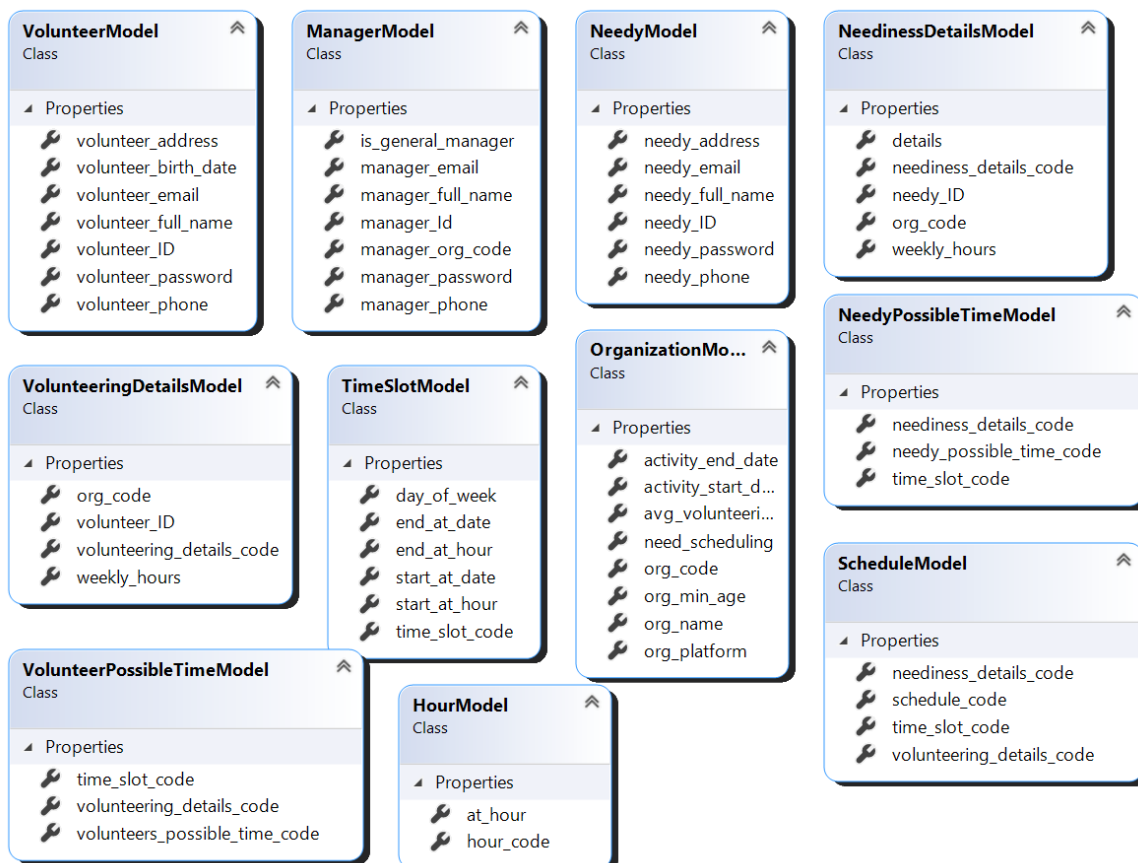 VolunteerModel
Class
Properties
volunteer_address
volunteer_birth_date
volunteer_email
volunteer_full_name
volunteer_ID
volunteer_password
volunteer_phone
ManagerModel
Class
Properties
is_general_manager
manager_email
manager_full_name
manager_Id
manager_org_code
manager_password
manager_phone
NeedyModel
Class
Properties
needy_address
needy_email
needy_full_name
needy_ID
needy_password
needy_phone
NeedinessDetailsModel
Class
Properties
details
neediness_details_code
needy_ID
org_code
weekly_hours
VolunteeringDetailsModel
Class
Properties
org_code
volunteer_ID
volunteering_details_code
weekly_hours
TimeSlotModel
Class
Properties
day_of_week
end_at_date
end_at_hour
start_at_date
start_at_hour
time_slot_code
OrganizationMo...
Class
Properties
activity_end_date
activity_start_d...
avg_volunteeri...
need_scheduling
org_code
org_min_age
org_name
org_platform
NeedyPossibleTimeModel
Class
Properties
neediness_details_code
needy_possible_time_code
time_slot_code
ScheduleModel
Class
Properties
neediness_details_code
schedule_code
time_slot_code
volunteering_details_code
VolunteerPossibleTimeModel
Class
Properties
time_slot_code
volunteering_details_code
volunteers_possible_time_code
HourModel
Class
Properties
at_hour
hour_code